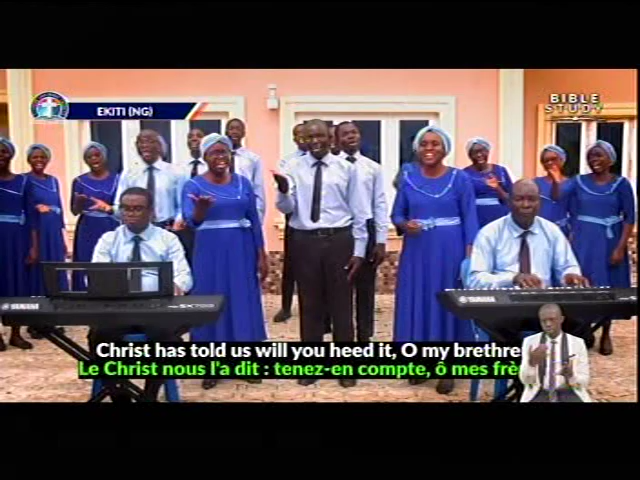 EKITI (NG)
BIBLE
STUDY
YAMAHA
YAMAHA
Christ has told us will you heed it, O my brethre
Le Christ nous l'a dit : tenez-en compte, ô mes frè